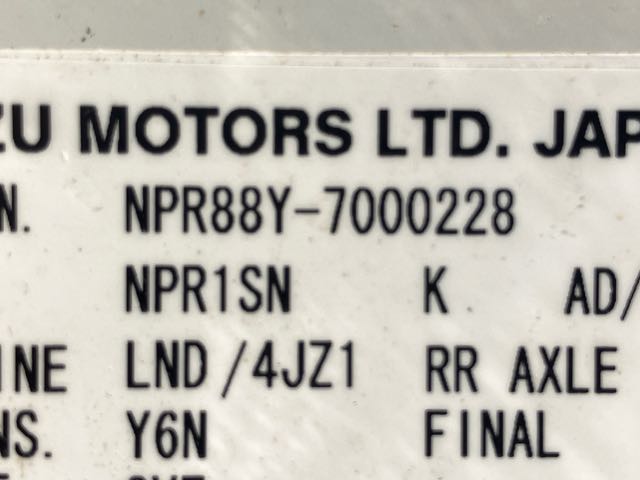 ZU MOTORS LTD. JAP
N. NPR88Y-7000228
NPR1SN K AD/
INE LND/4JZ1 RR AXLE
NS. Y6N FINAL